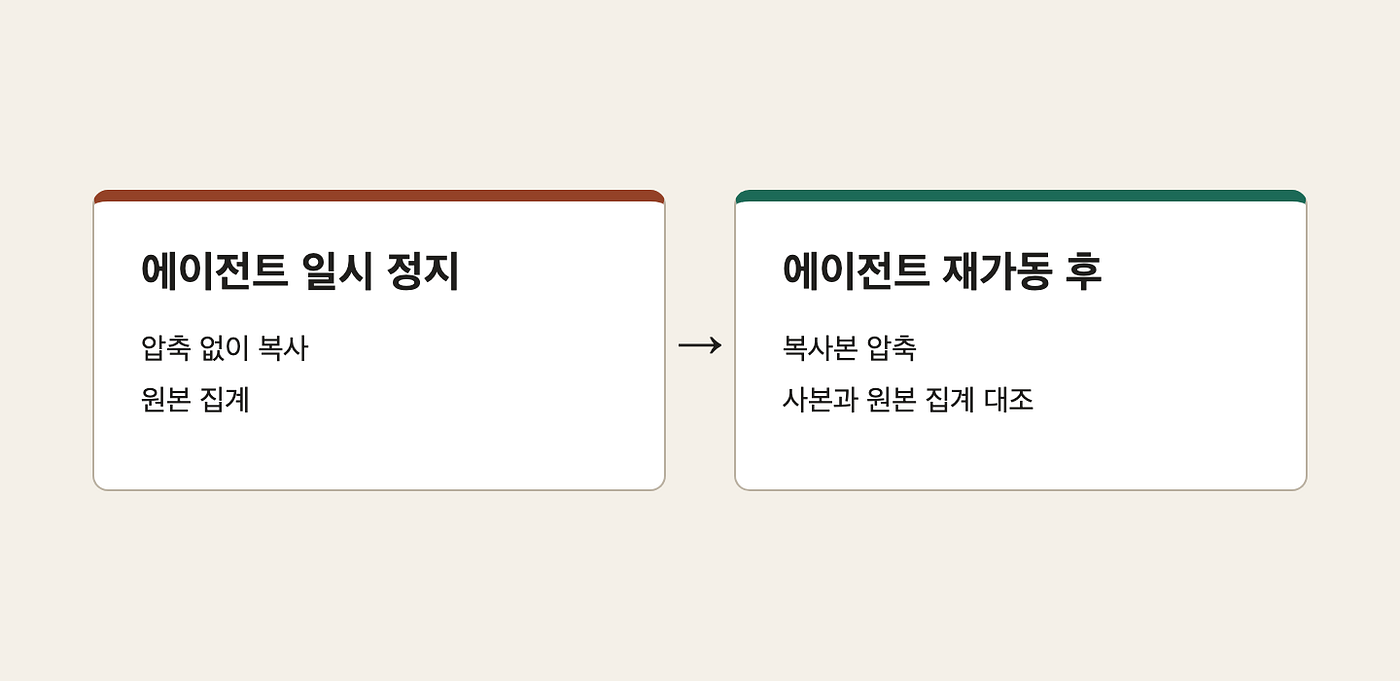 에이전트 일시 정지
압축 없이 복사
원본 집계
→
에이전트 재가동 후
복사본 압축
사본과 원본 집계 대조